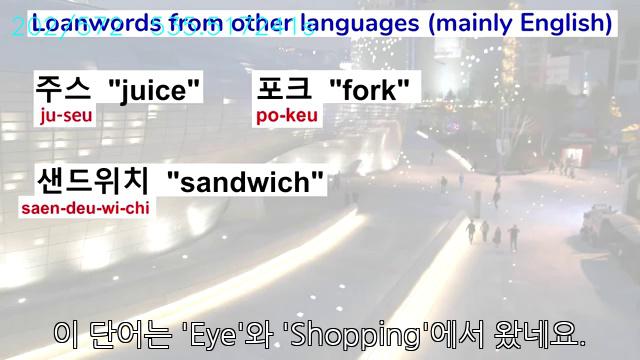 Loanwords from other languages (mainly English)
주스 "juice" 포크 "fork"
ju-seu po-keu
샌드위치 "sandwich"
saen-deu-wi-chi
이 단어는 'Eye'와 'Shopping'에서 왔네요.